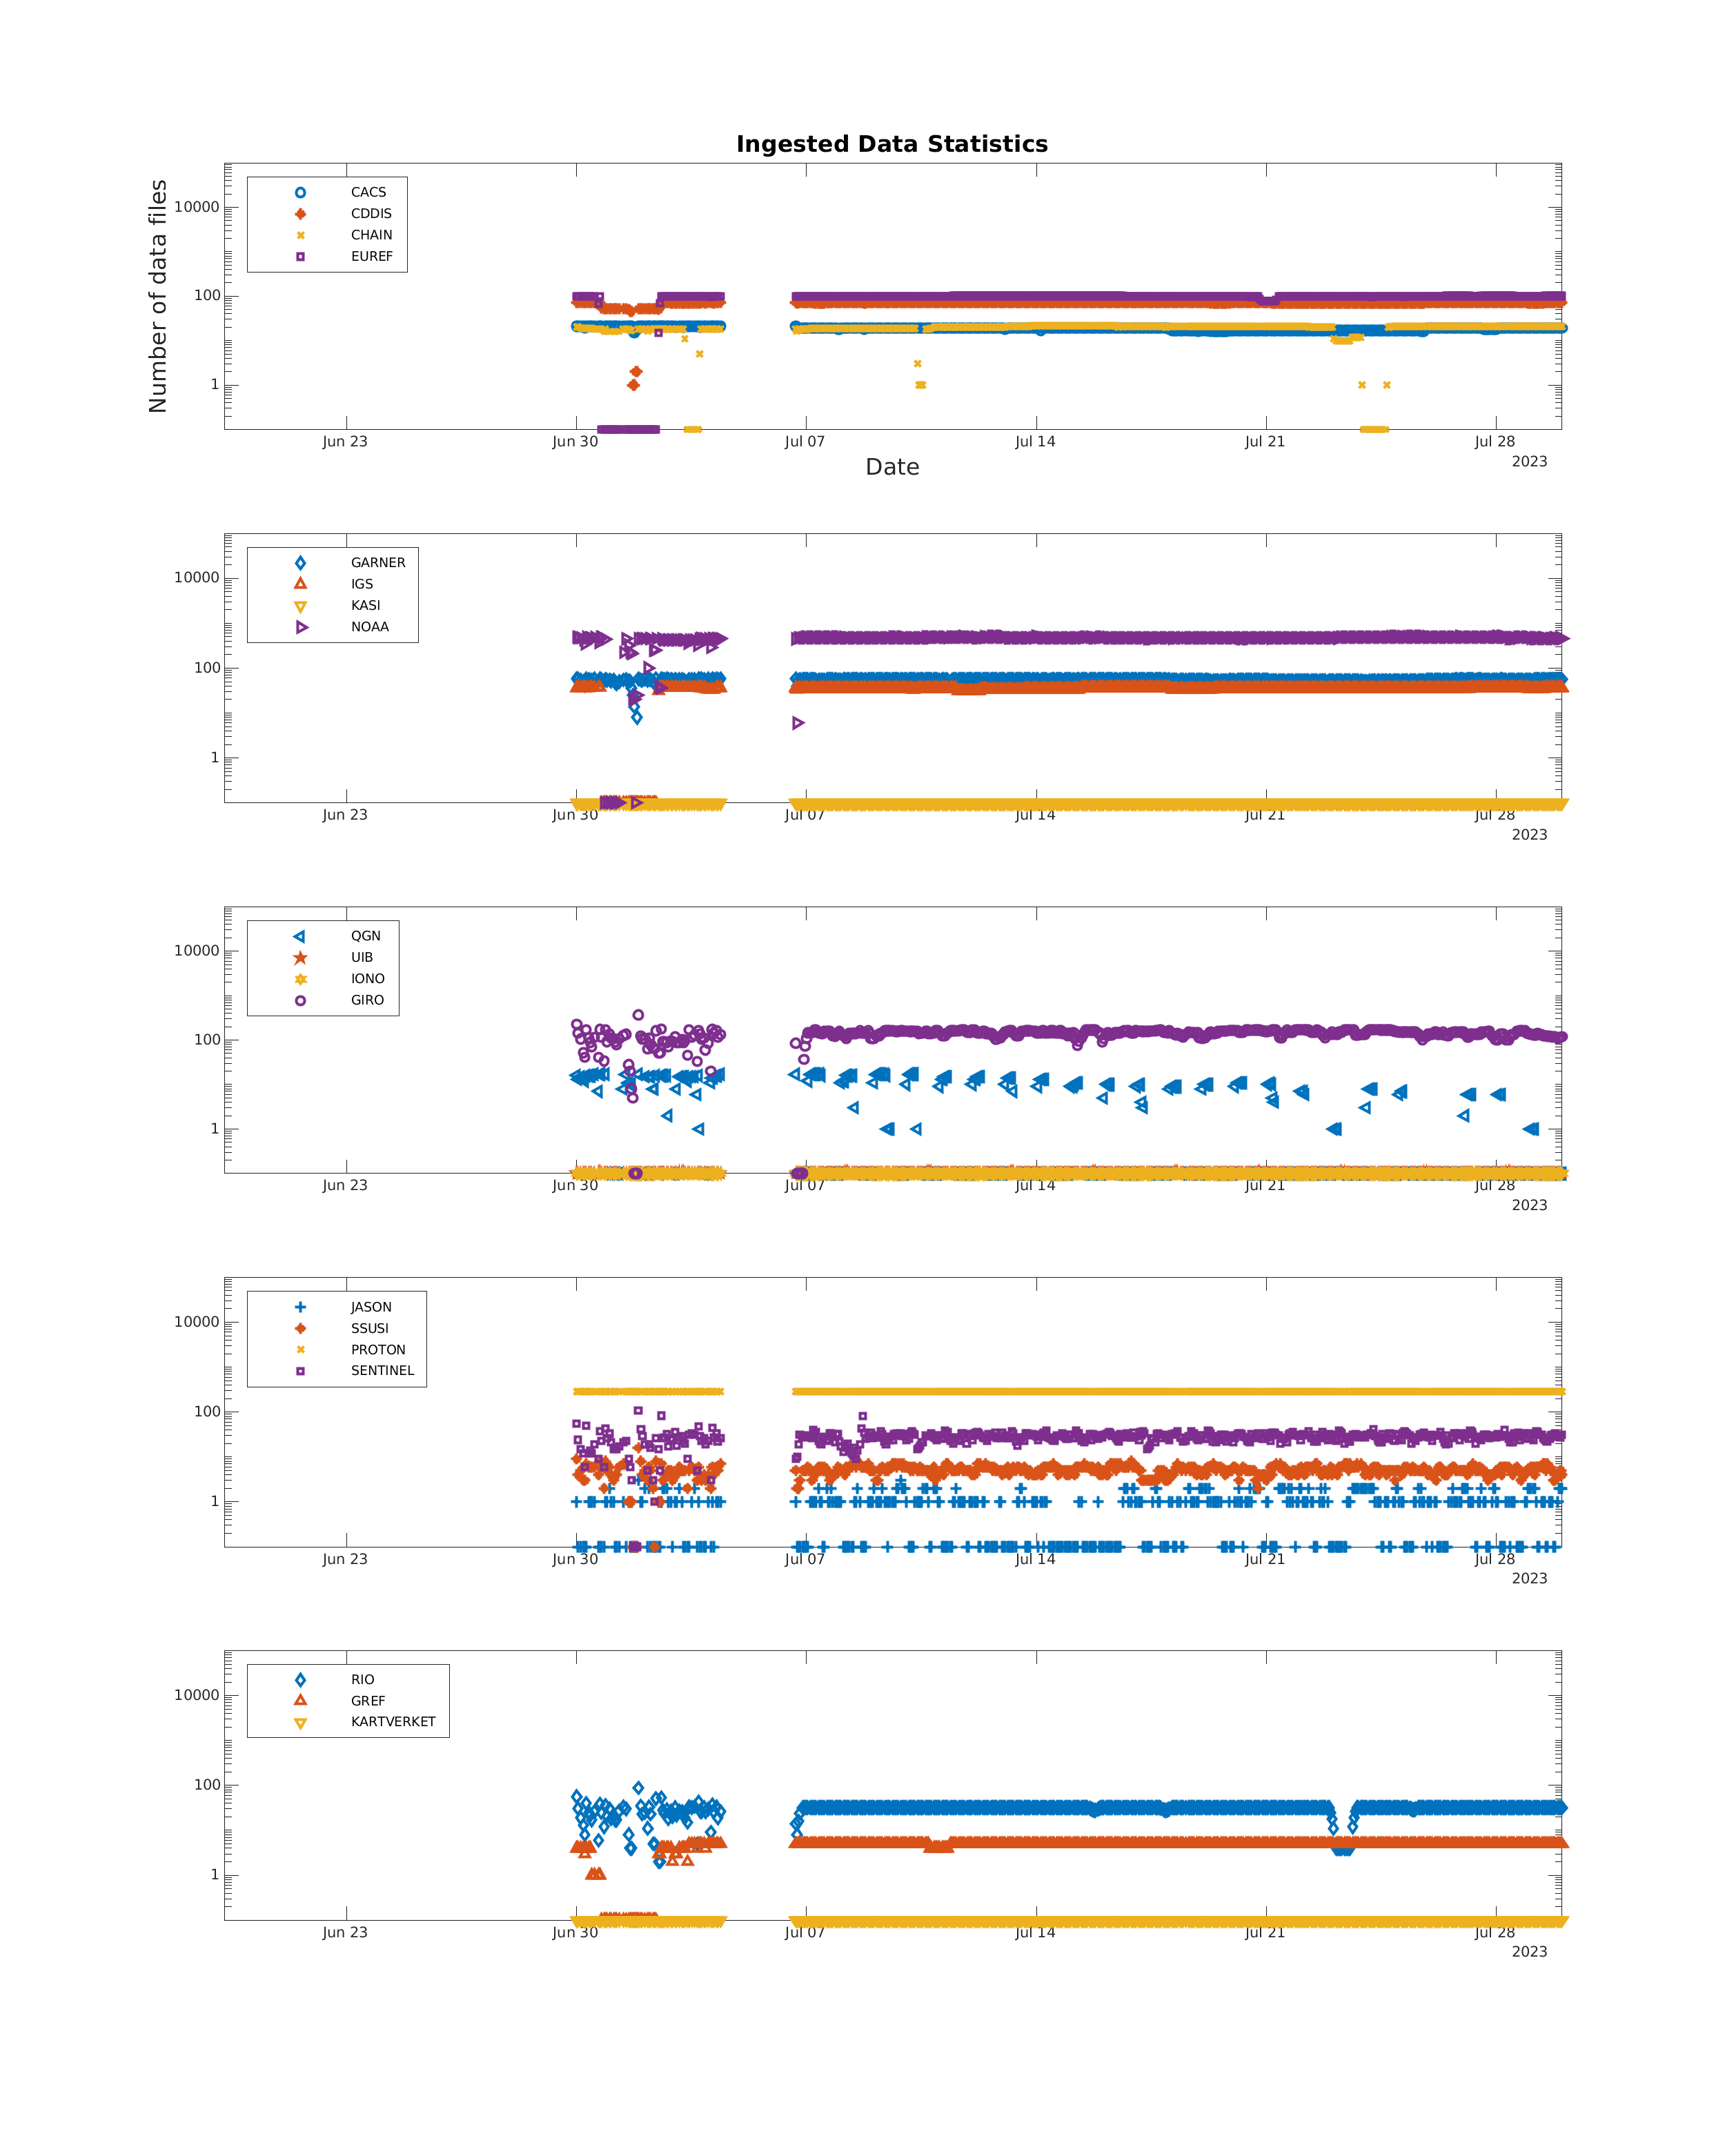 Ingested Data Statistics
Number of data files
CACS
CDDIS
CHAIN
EUREF
10000
100
1
Jun 23 Jun 30 Jul 07 Jul 14 Jul 21 Jul 28
2023
Date
GARNER
IGS
KASI
NOAA
10000
100
1
Jun 23 Jun 30 Jul 07 Jul 14 Jul 21 Jul 28
2023
QGN
UIB
IONO
GIRO
10000
100
1
Jun 23 Jun 30 Jul 07 Jul 14 Jul 21 Jul 28
2023
JASON
SSUSI
PROTON
SENTINEL
10000
100
1
Jun 23 Jun 30 Jul 07 Jul 14 Jul 21 Jul 28
2023
RIO
GREF
KARTVERKET
10000
100
1
Jun 23 Jun 30 Jul 07 Jul 14 Jul 21 Jul 28
2023